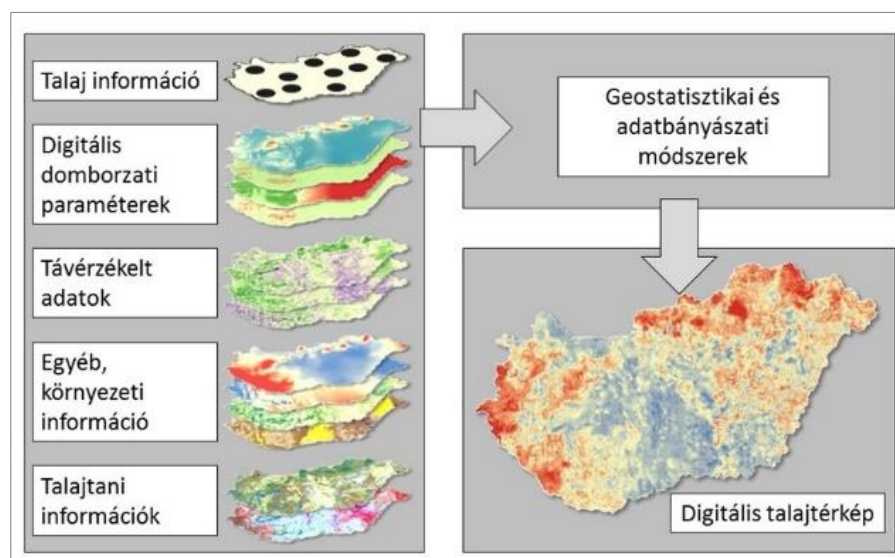 Talaj információ
Digitális
domborzati
paraméterek
Távérzékelt
adatok
Egyéb,
környezeti
információ
Talajtani
információk
Geostatisztikai és
adatbányászati
módszerek
Digitális talajtérkép